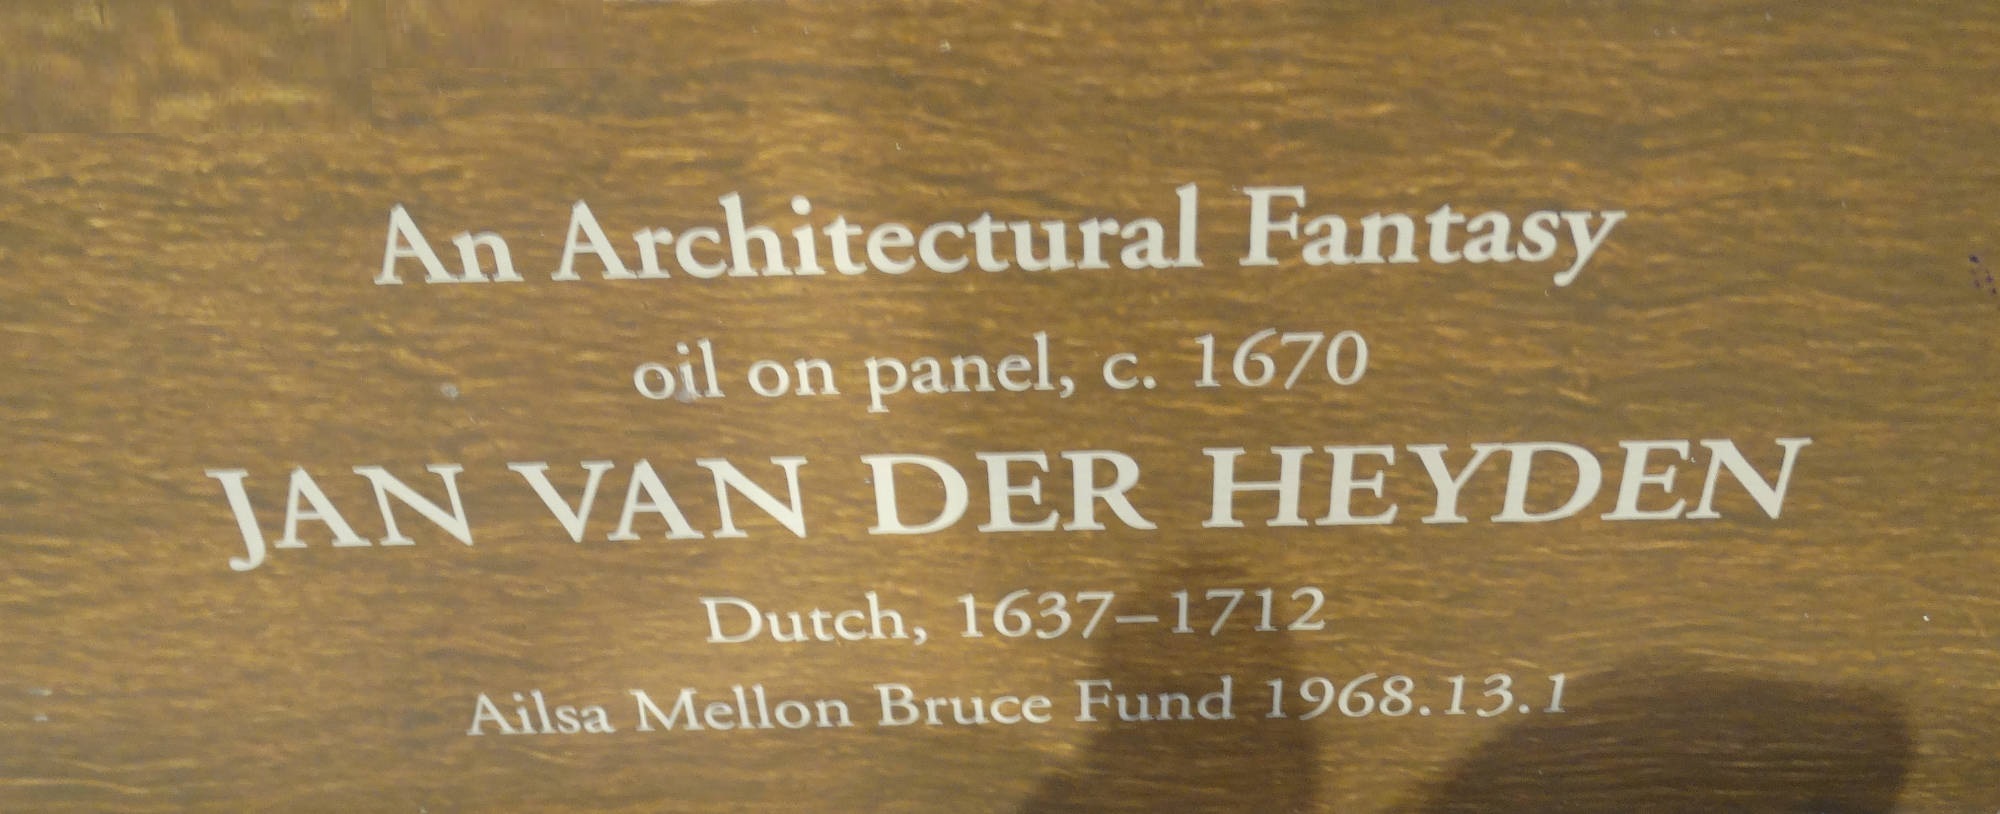 An Architectural Fantasy
oil on panel, c. 1670
JAN VAN DER HEYDEN
Dutch, 1637–1712
Ailsa Mellon Bruce Fund 1968.13.1